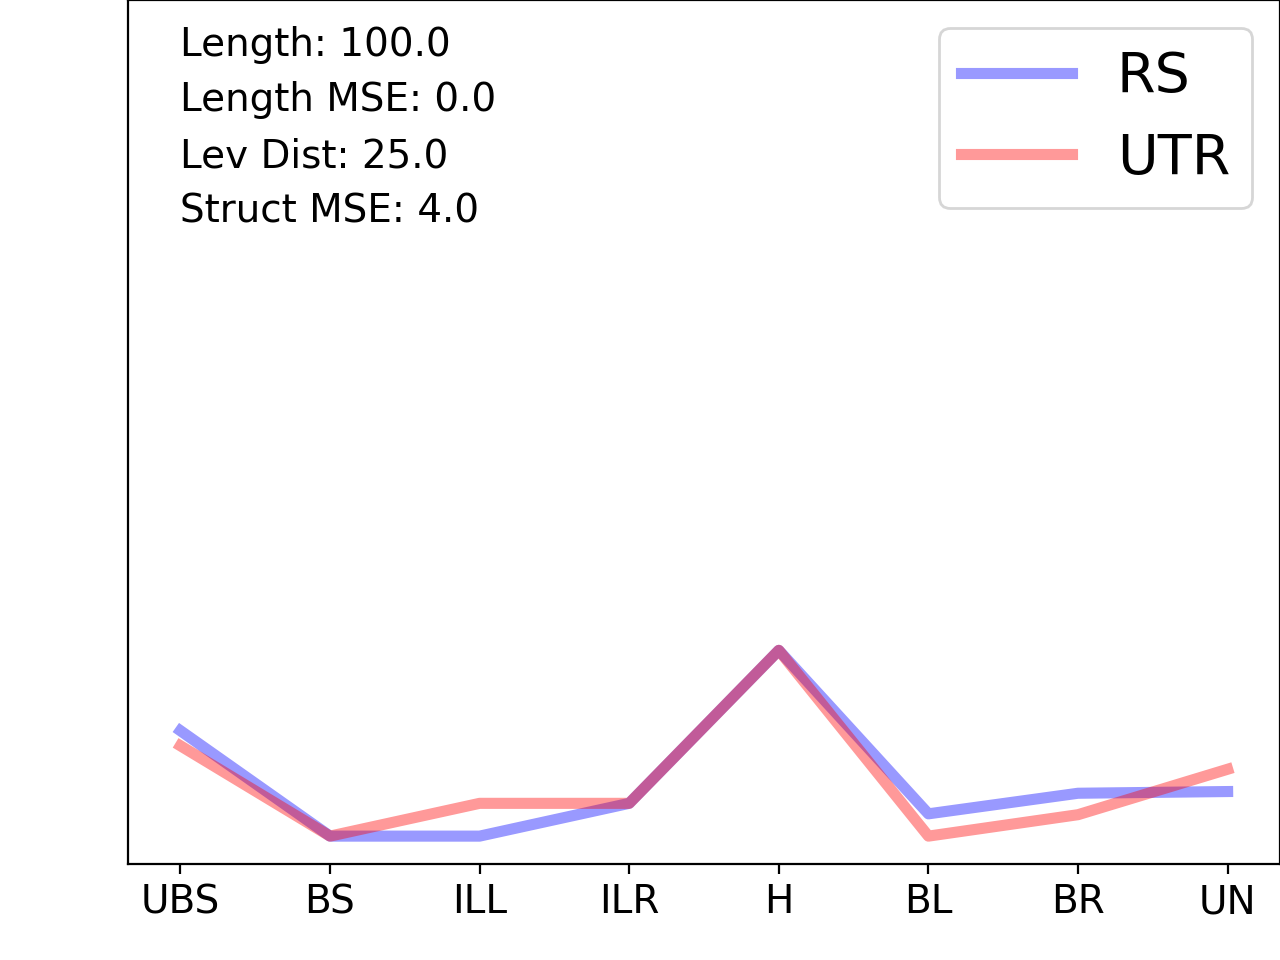 Length: 100.0
Length MSE: 0.0
Lev Dist: 25.0
Struct MSE: 4.0
RS
UTR
UBS BS ILL ILR H BL BR UN